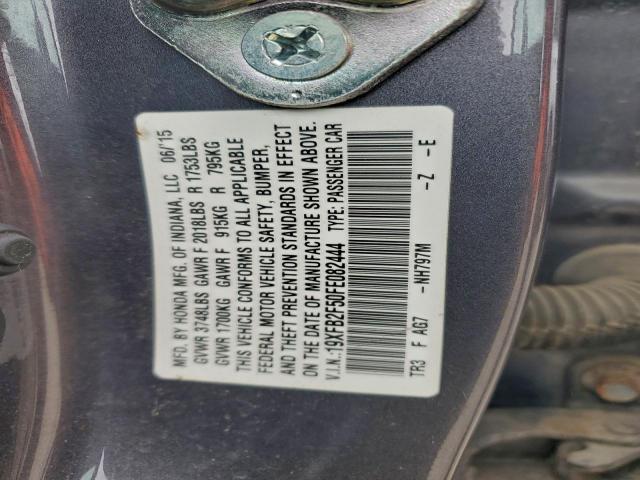 MFD. BY HONDA MFG. OF INDIANA, LLC 06/15
GVWR 3748LBS GAWR F 2018LBS R 1753LBS
GVWR 1700KG GAWR F 915KG R 795KG
THIS VEHICLE CONFORMS TO ALL APPLICABLE
FEDERAL MOTOR VEHICLE SAFETY, BUMPER,
AND THEFT PREVENTION STANDARDS IN EFFECT
ON THE DATE OF MANUFACTURE SHOWN ABOVE.
V.I.N.:19XFB2F50FE082444 TYPE: PASSENGER CAR
TR3 F AG7 -NH797M -Z -E